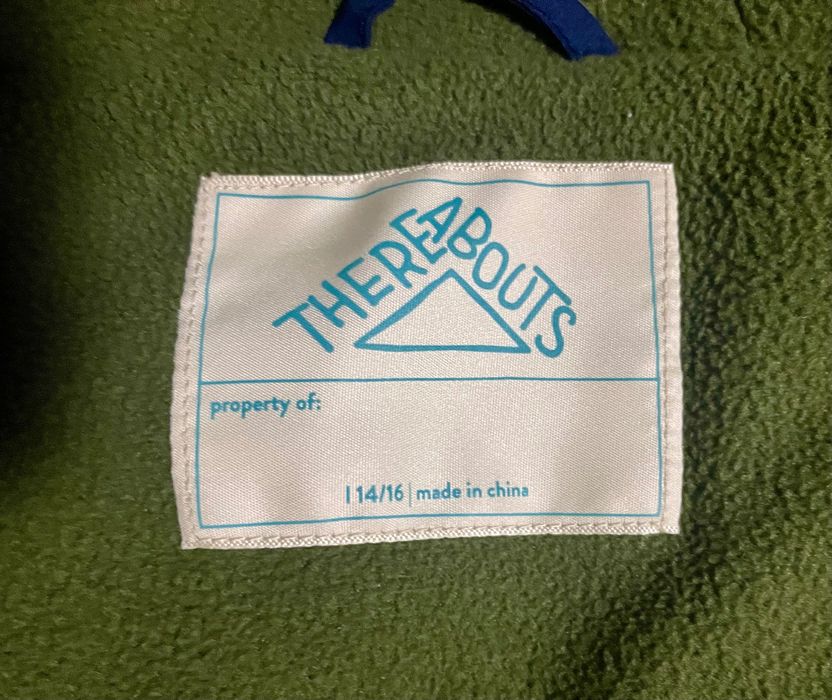 THEREABOUTS
property of:
l 14/16 | made in china